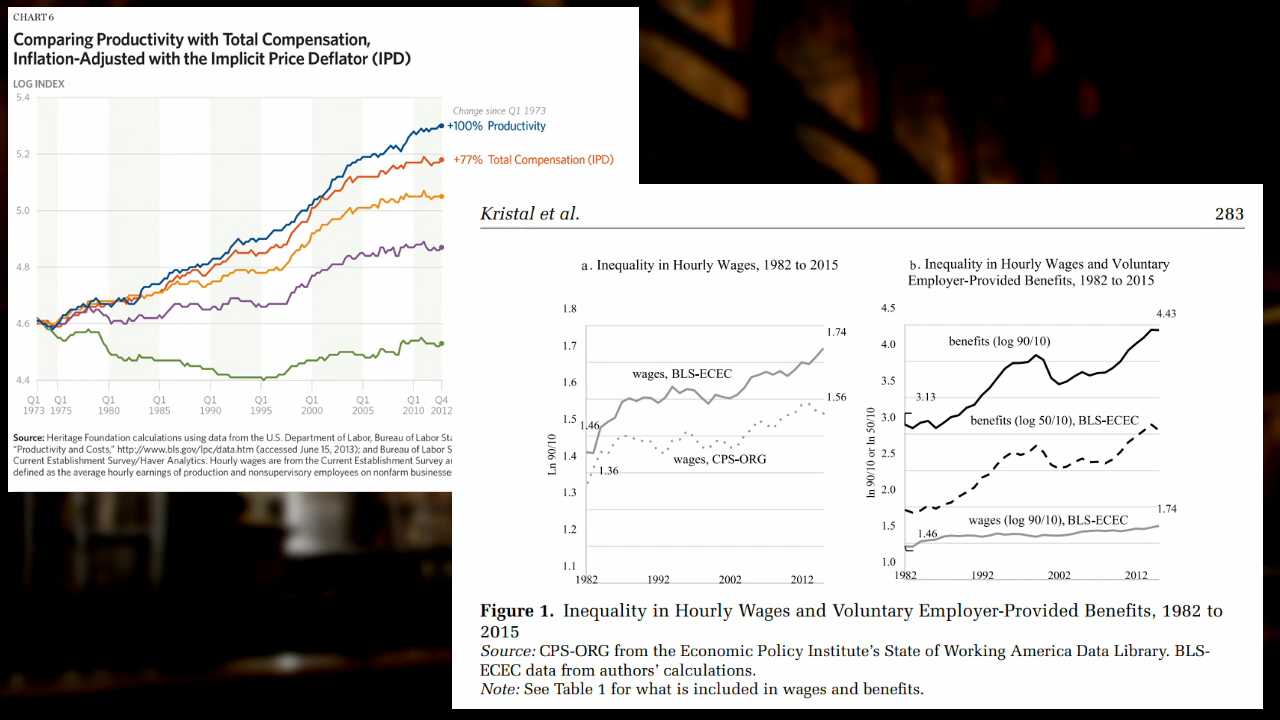 CHART 6
Comparing Productivity with Total Compensation,
Inflation-Adjusted with the Implicit Price Deflator (IPD)
LOG INDEX
5.4
5.2
5.0
4.8
4.6
4.4
Change since Q1 1973
+100% Productivity
+77% Total Compensation (IPD)
Q1 Q1 Q1 Q1 Q1 Q1 Q1 Q1 Q1 Q4
1973 1975 1980 1985 1990 1995 2000 2005 2010 2012
Source: Heritage Foundation calculations using data from the U.S. Department of Labor, Bureau of Labor Sta
"Productivity and Costs," http://www.bls.gov/lpc/data.htm (accessed June 15, 2013); and Bureau of Labor S
Current Establishment Survey/Haver Analytics. Hourly wages are from the Current Establishment Survey a
defined as the average hourly earnings of production and nonsupervisory employees on nonfarm businesse
Kristal et al. 283
a. Inequality in Hourly Wages, 1982 to 2015
1.8
1.7
1.6
1.5
1.4
1.3
1.2
1.1
Ln 90/10
1.74
wages, BLS-ECEC
1.56
1.46
wages, CPS-ORG
1.36
1982 1992 2002 2012
b. Inequality in Hourly Wages and Voluntary
Employer-Provided Benefits, 1982 to 2015
4.5
4.0
3.5
3.0
2.5
2.0
1.5
1.0
ln 90/10 or ln 50/10
4.43
benefits (log 90/10)
3.13
benefits (log 50/10), BLS-ECEC
wages (log 90/10), BLS-ECEC
1.74
1.46
1982 1992 2002 2012
Figure 1. Inequality in Hourly Wages and Voluntary Employer-Provided Benefits, 1982 to
2015
Source: CPS-ORG from the Economic Policy Institute's State of Working America Data Library. BLS-
ECEC data from authors' calculations.
Note: See Table 1 for what is included in wages and benefits.